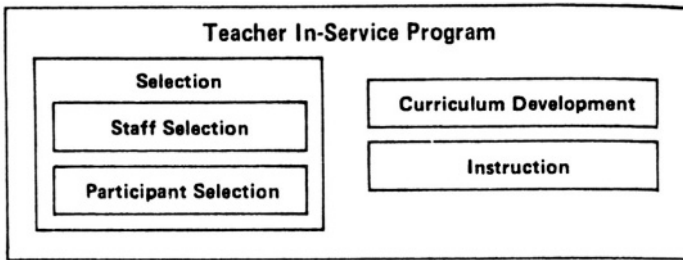 Teacher In-Service Program
Selection
Staff Selection
Participant Selection
Curriculum Development
Instruction